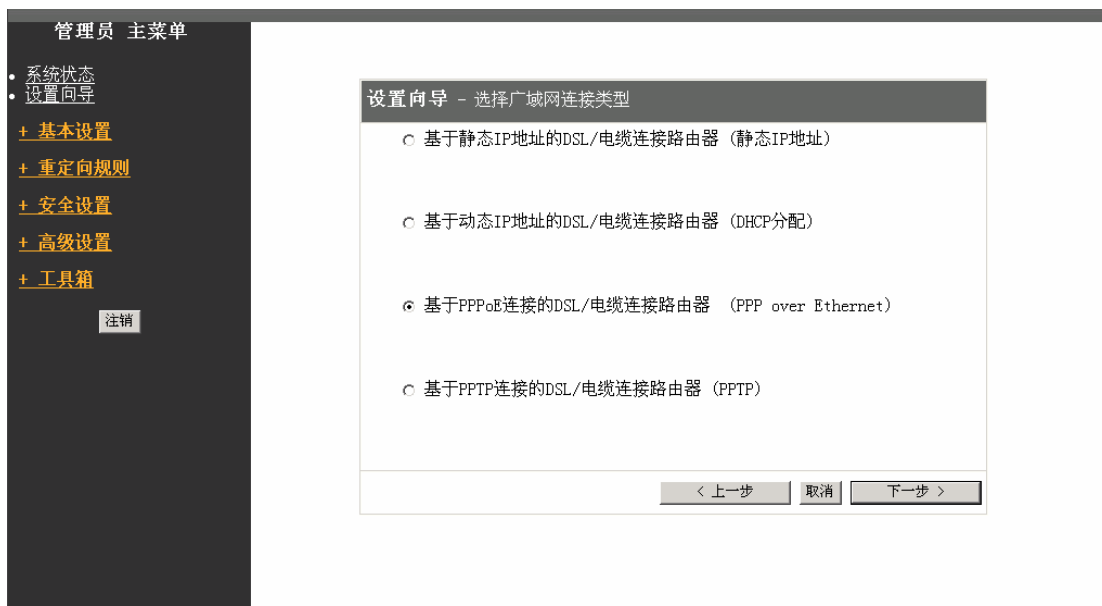 管理员 主菜单
系统状态
设置向导
+ 基本设置
+ 重定向规则
+ 安全设置
+ 高级设置
+ 工具箱
注销
设置向导 - 选择广域网连接类型
基于静态IP地址的DSL/电缆连接路由器 (静态IP地址)
基于动态IP地址的DSL/电缆连接路由器 (DHCP分配)
基于PPPoE连接的DSL/电缆连接路由器 (PPP over Ethernet)
基于PPTP连接的DSL/电缆连接路由器 (PPTP)
< 上一步
取消
下一步 >